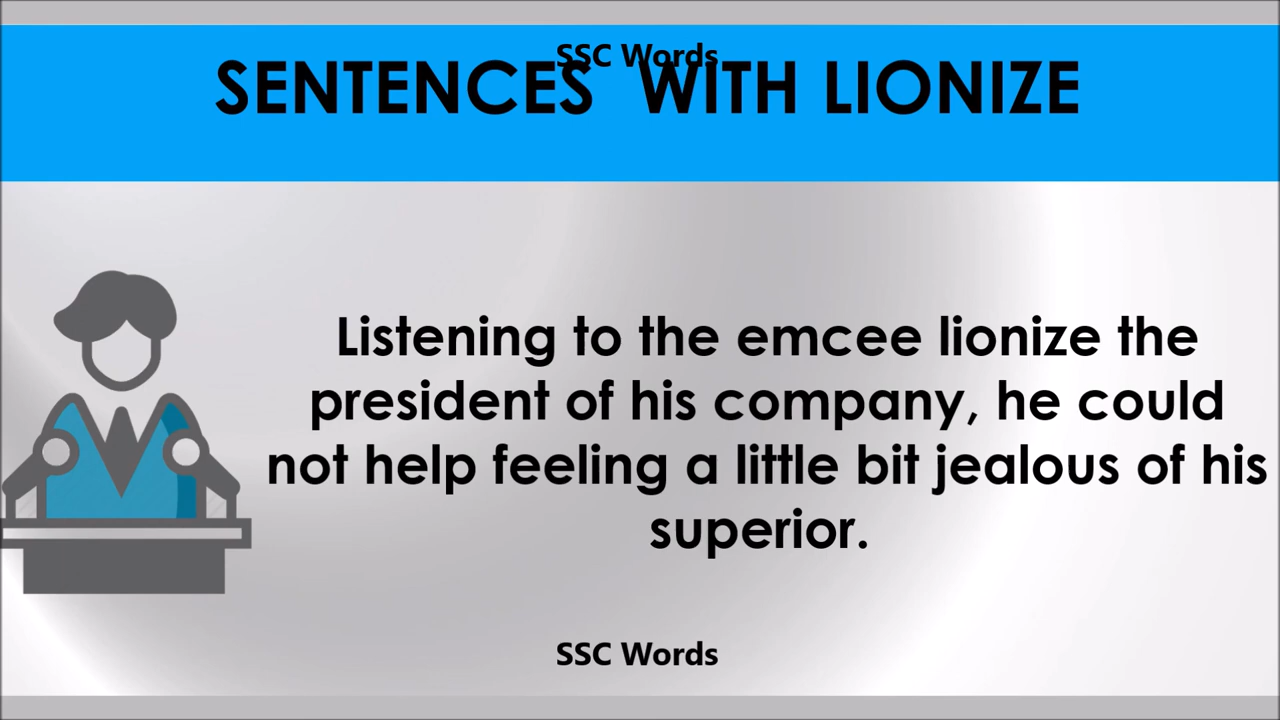 SSC Words
SENTENCES WITH LIONIZE
Listening to the emcee lionize the
president of his company, he could
not help feeling a little bit jealous of his
superior.
SSC Words